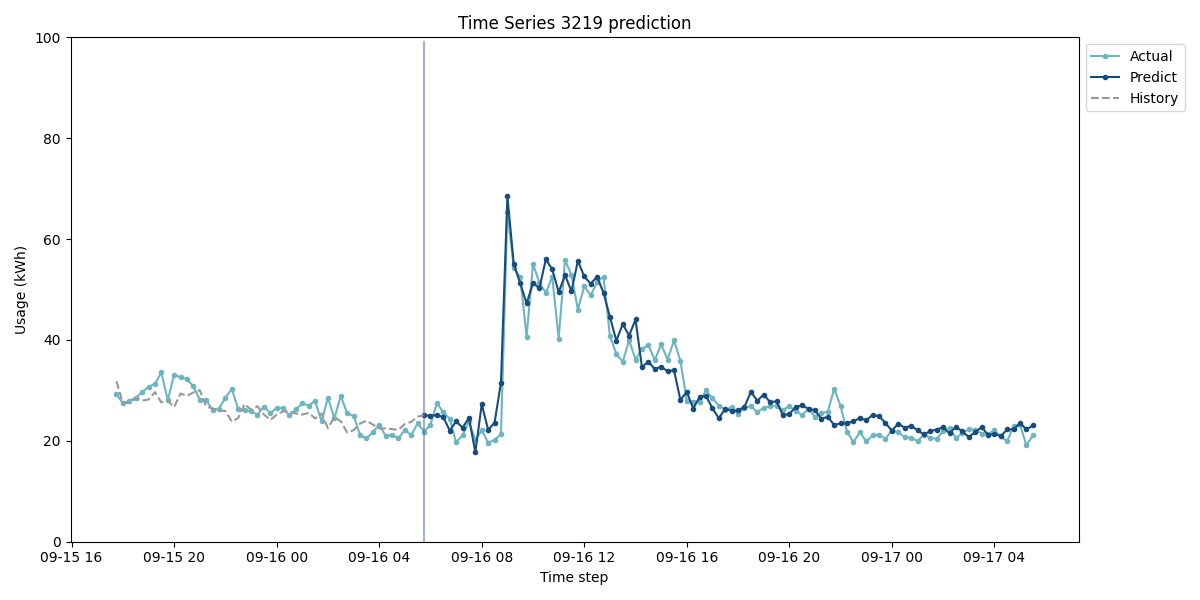 Time Series 3219 prediction
100
80
60
40
20
0
Usage (kWh)
09-15 16
09-15 20
09-16 00
09-16 04
09-16 08
09-16 12
09-16 16
09-16 20
09-17 00
09-17 04
Time step
Actual
Predict
History